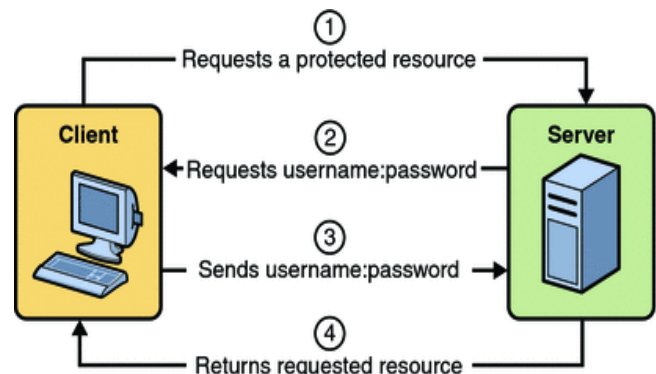 1
Requests a protected resource
Client
Server
2
Requests username:password
3
Sends username:password
4
Returns requested resource